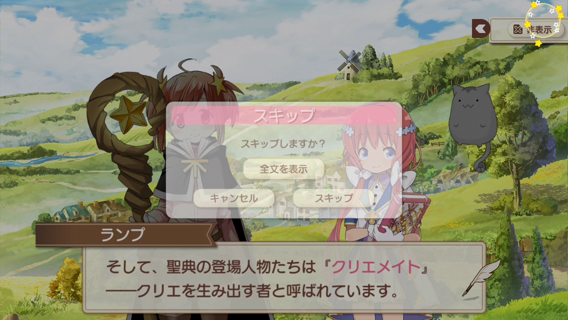 非表示
スキップ
スキップしますか？
全文を表示
キャンセル
スキップ
ランプ
そして、聖典の登場人物たちは『クリエメイト』
――クリエを生み出す者と呼ばれています。